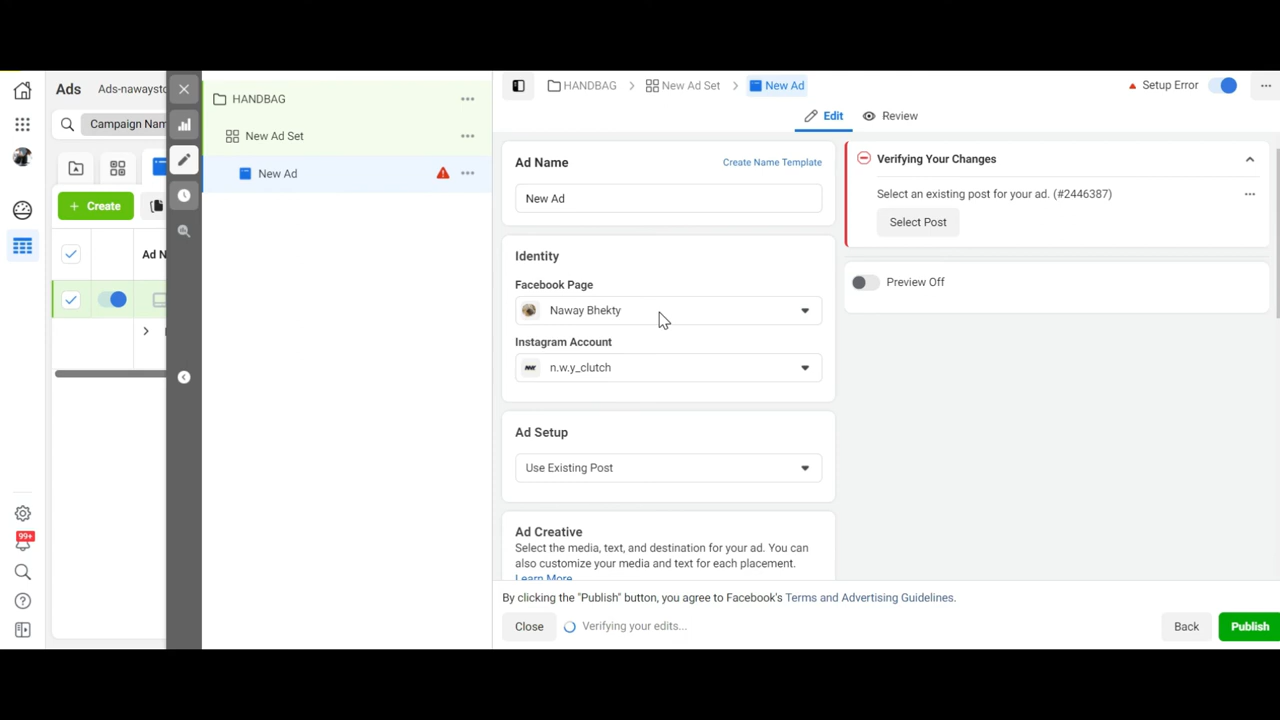 Ads
Ads-nawaysto
Campaign Nam
Create
Ad N
99+
HANDBAG
New Ad Set
New Ad
HANDBAG
New Ad Set
New Ad
Setup Error
Edit
Review
Ad Name
Create Name Template
New Ad
Identity
Facebook Page
Naway Bhekty
Instagram Account
n.w.y_clutch
Ad Setup
Use Existing Post
Ad Creative
Select the media, text, and destination for your ad. You can
also customize your media and text for each placement.
Learn More
Verifying Your Changes
Select an existing post for your ad. (#2446387)
Select Post
Preview Off
By clicking the "Publish" button, you agree to Facebook's Terms and Advertising Guidelines.
Close
Verifying your edits...
Back
Publish